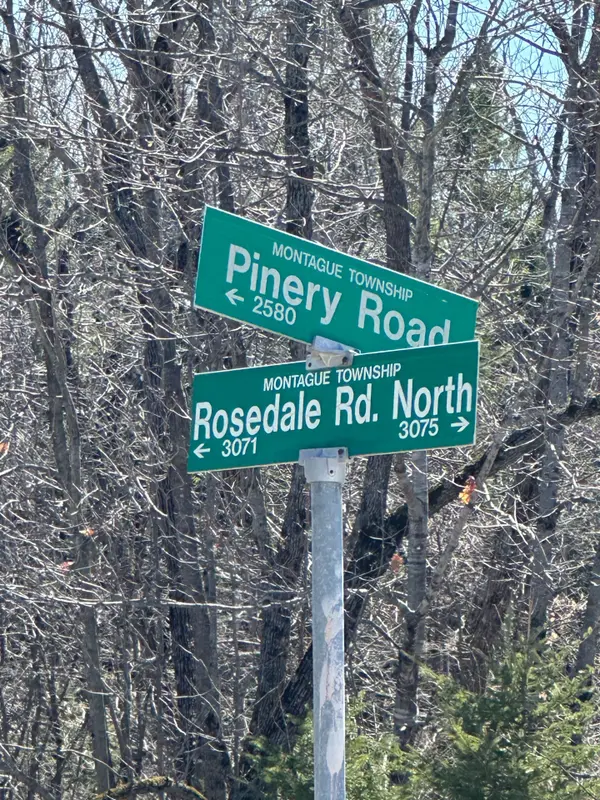 MONTAGUE TOWNSHIP
Pinery Road
← 2580
MONTAGUE TOWNSHIP
Rosedale Rd. North
← 3071 3075 →